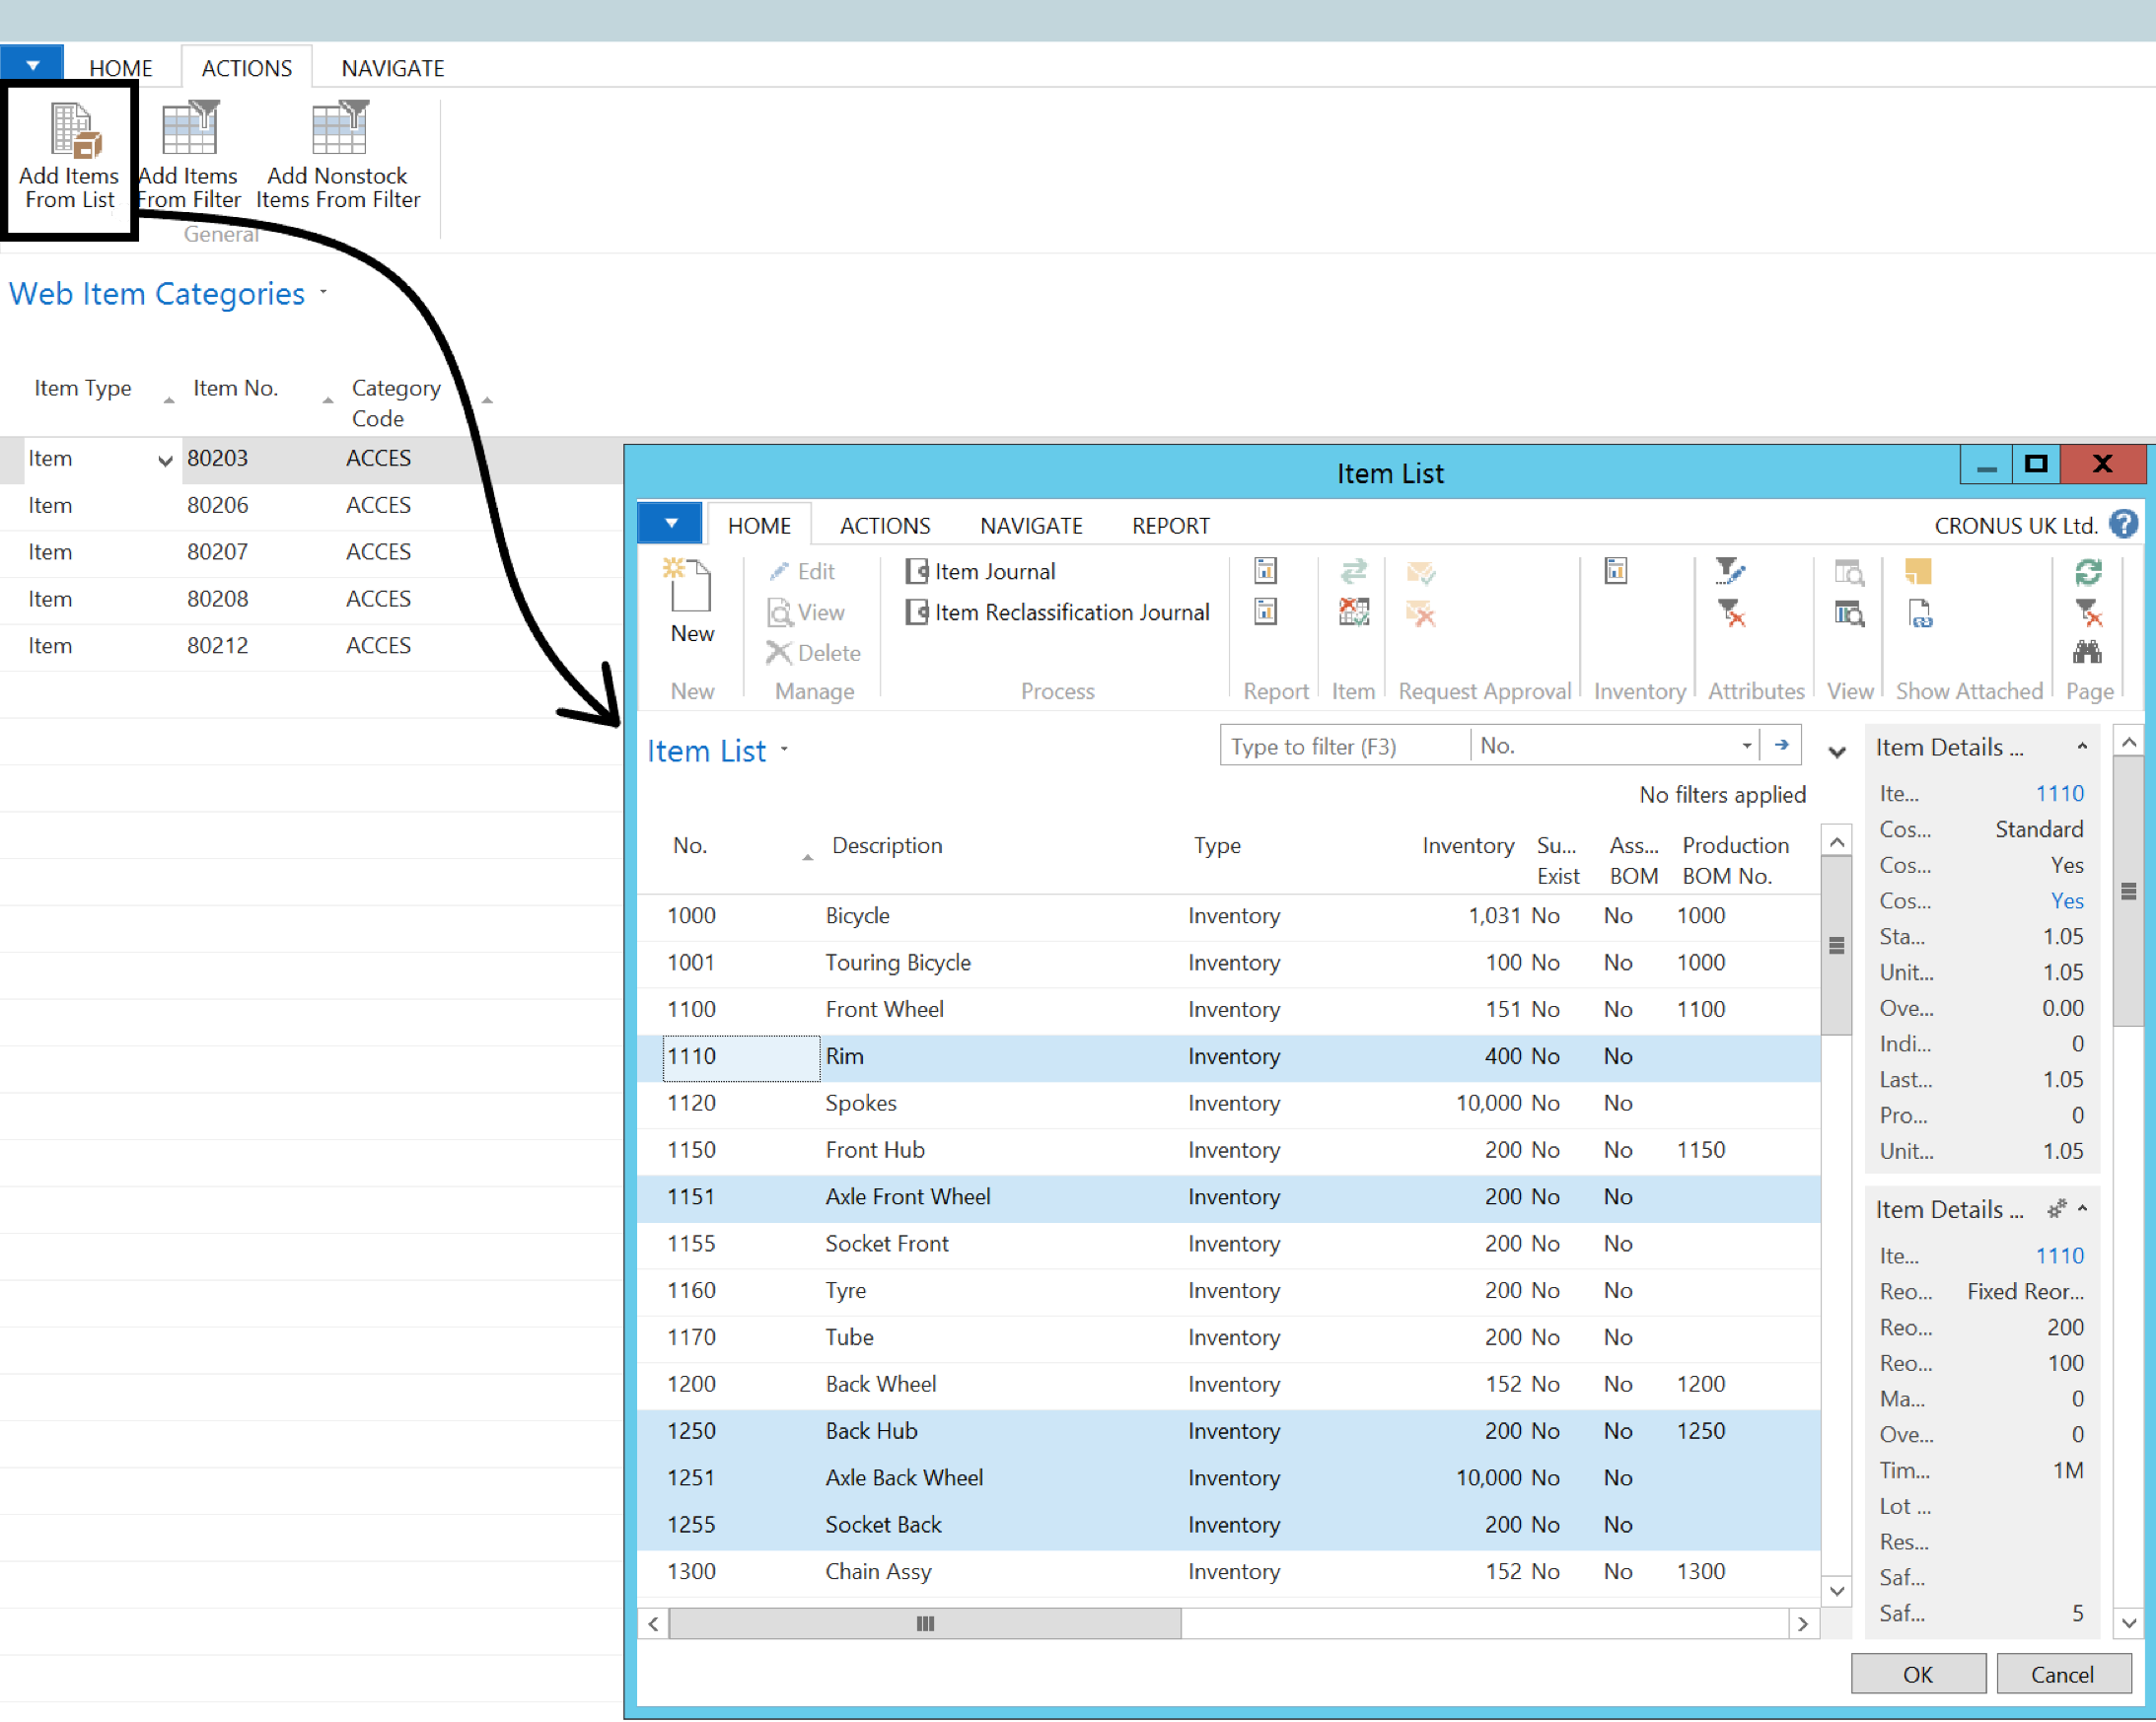 HOME ACTIONS NAVIGATE
Add Items
From List
Add Items
From Filter
Add Nonstock
Items From Filter
General
Web Item Categories
Item Type Item No. Category
Code
Item 80203 ACCES
Item 80206 ACCES
Item 80207 ACCES
Item 80208 ACCES
Item 80212 ACCES
Item List
HOME ACTIONS NAVIGATE REPORT CRONUS UK Ltd. ?
New
Edit
View
Delete
Item Journal
Item Reclassification Journal
New Manage Process Report Item Request Approval Inventory Attributes View Show Attached Page
Item List
Type to filter (F3) No.
No filters applied
No. Description Type Inventory Su... Ass... Production
Exist BOM BOM No.
1000 Bicycle Inventory 1,031 No No 1000
1001 Touring Bicycle Inventory 100 No No 1000
1100 Front Wheel Inventory 151 No No 1100
1110 Rim Inventory 400 No No
1120 Spokes Inventory 10,000 No No
1150 Front Hub Inventory 200 No No 1150
1151 Axle Front Wheel Inventory 200 No No
1155 Socket Front Inventory 200 No No
1160 Tyre Inventory 200 No No
1170 Tube Inventory 200 No No
1200 Back Wheel Inventory 152 No No 1200
1250 Back Hub Inventory 200 No No 1250
1251 Axle Back Wheel Inventory 10,000 No No
1255 Socket Back Inventory 200 No No
1300 Chain Assy Inventory 152 No No 1300
Item Details ...
Ite... 1110
Cos... Standard
Cos... Yes
Cos... Yes
Sta... 1.05
Unit... 1.05
Ove... 0.00
Indi... 0
Last... 1.05
Pro... 0
Unit... 1.05
Item Details ...
Ite... 1110
Reo... Fixed Reor...
Reo... 200
Reo... 100
Ma... 0
Ove... 0
Tim... 1M
Lot ...
Res...
Saf...
Saf... 5
OK Cancel